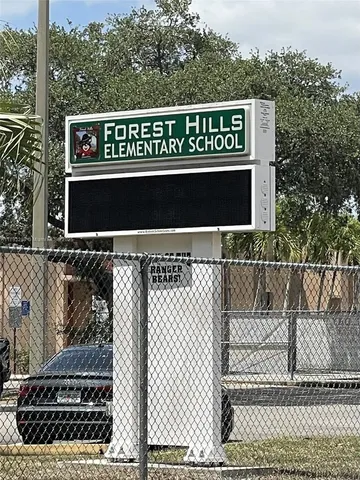 FOREST HILLS
ELEMENTARY SCHOOL
RANGER
BEARS!